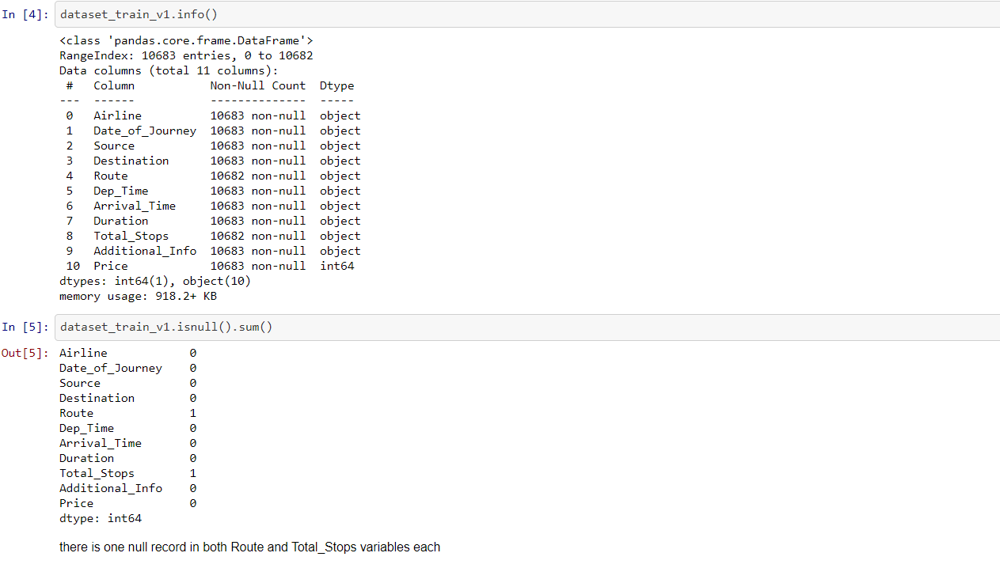 In [4]: dataset_train_v1.info()
<class 'pandas.core.frame.DataFrame'>
RangeIndex: 10683 entries, 0 to 10682
Data columns (total 11 columns):
 #   Column           Non-Null Count  Dtype
---  ------           --------------  -----
 0   Airline          10683 non-null  object
 1   Date_of_Journey  10683 non-null  object
 2   Source           10683 non-null  object
 3   Destination      10683 non-null  object
 4   Route            10682 non-null  object
 5   Dep_Time         10683 non-null  object
 6   Arrival_Time     10683 non-null  object
 7   Duration         10683 non-null  object
 8   Total_Stops      10682 non-null  object
 9   Additional_Info  10683 non-null  object
 10  Price            10683 non-null  int64
dtypes: int64(1), object(10)
memory usage: 918.2+ KB
In [5]: dataset_train_v1.isnull().sum()
Out[5]: Airline            0
Date_of_Journey    0
Source             0
Destination        0
Route              1
Dep_Time           0
Arrival_Time       0
Duration           0
Total_Stops        1
Additional_Info    0
Price              0
dtype: int64
there is one null record in both Route and Total_Stops variables each